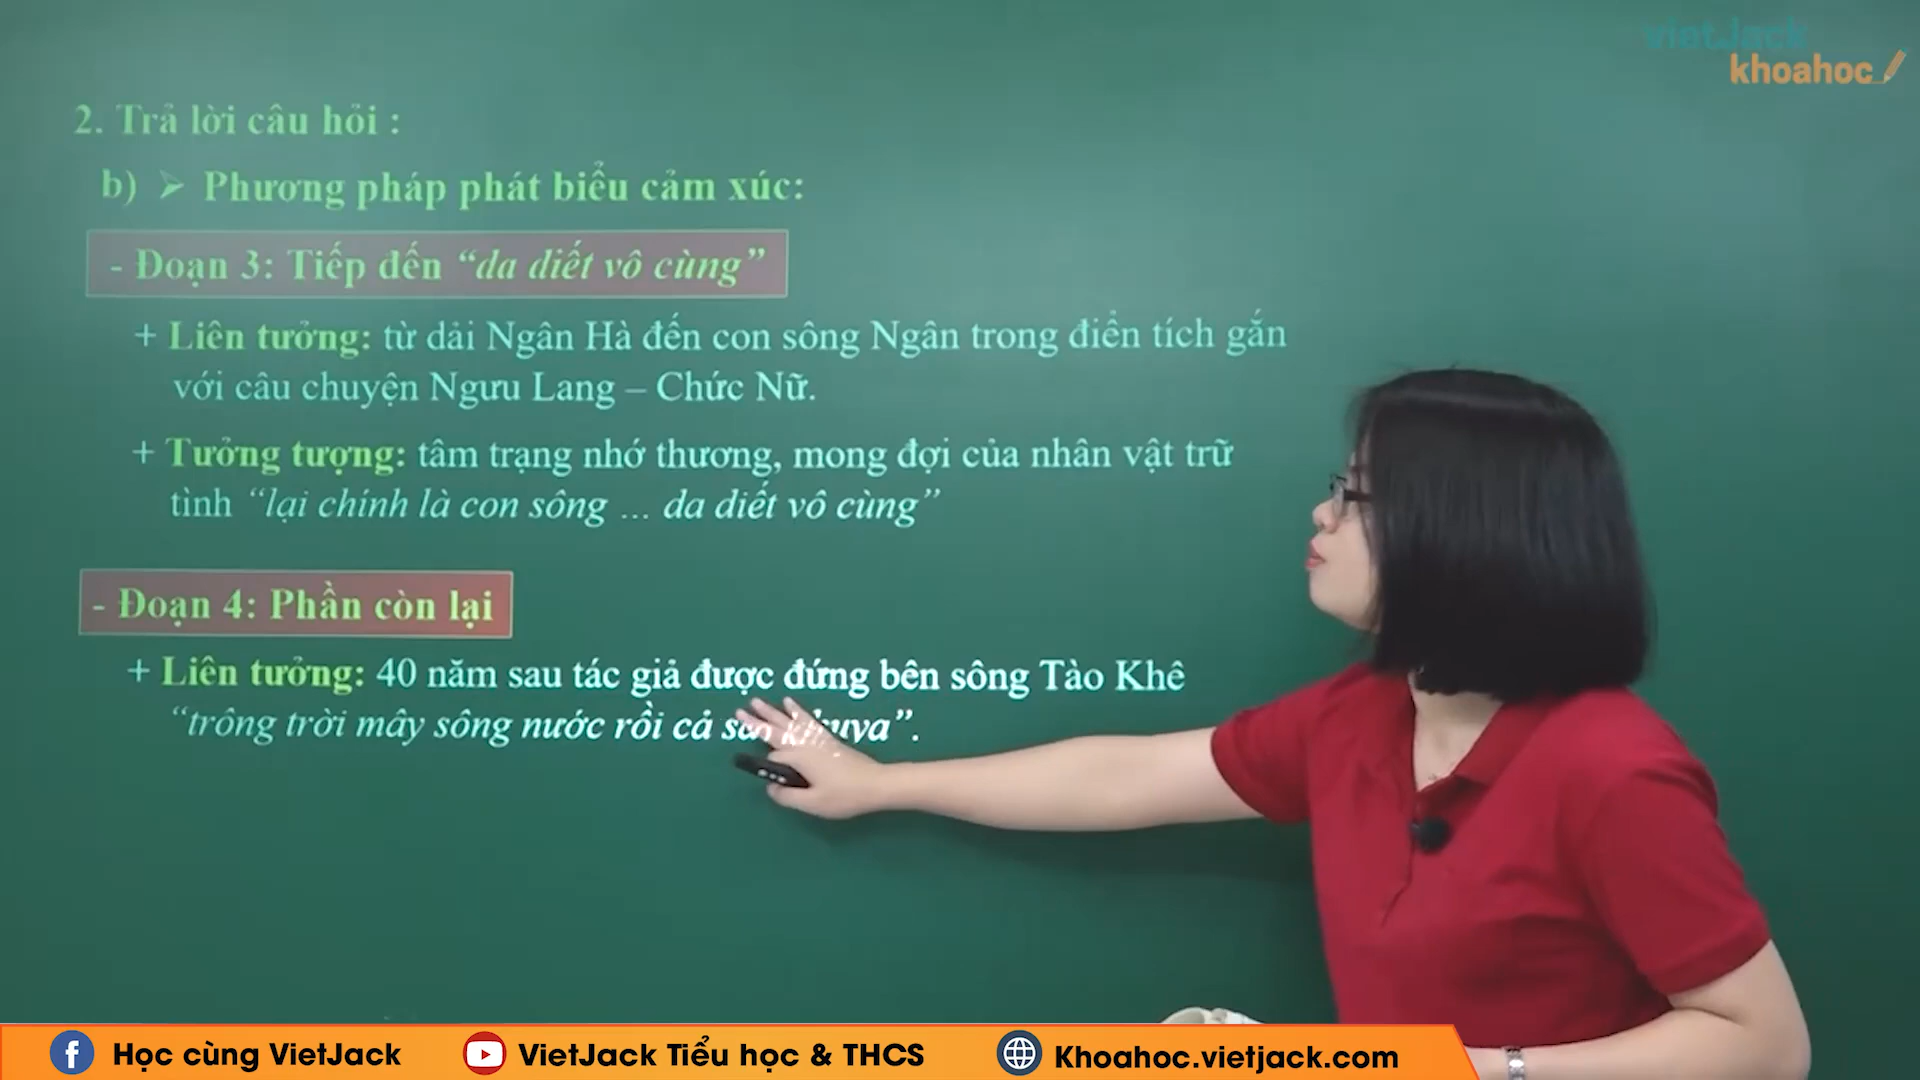 vietJack
khoahoc
2. Trả lời câu hỏi :
b) ➢ Phương pháp phát biểu cảm xúc:
- Đoạn 3: Tiếp đến “da diết vô cùng”
+ Liên tưởng: từ dải Ngân Hà đến con sông Ngân trong điển tích gắn
với câu chuyện Ngưu Lang – Chức Nữ.
+ Tưởng tượng: tâm trạng nhớ thương, mong đợi của nhân vật trữ
tình “lại chính là con sông ... da diết vô cùng”
- Đoạn 4: Phần còn lại
+ Liên tưởng: 40 năm sau tác giả được đứng bên sông Tào Khê
“trông trời mây sông nước rồi cả sao khuya”.
Học cùng VietJack
VietJack Tiểu học & THCS
Khoahoc.vietjack.com